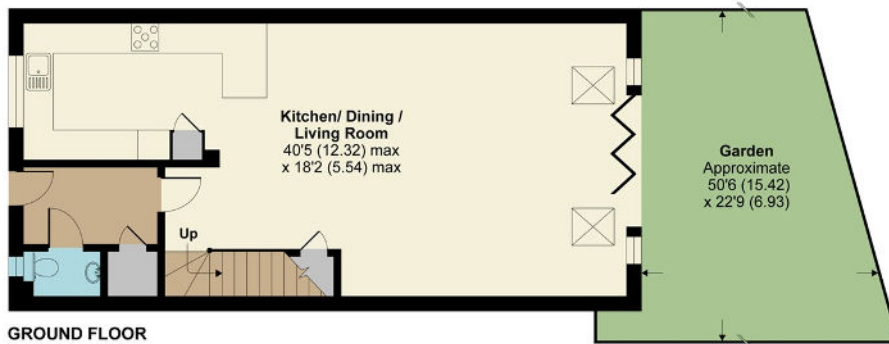 Kitchen/ Dining /
Living Room
40'5 (12.32) max
x 18'2 (5.54) max
Garden
Approximate
50'6 (15.42)
x 22'9 (6.93)
Up
GROUND FLOOR